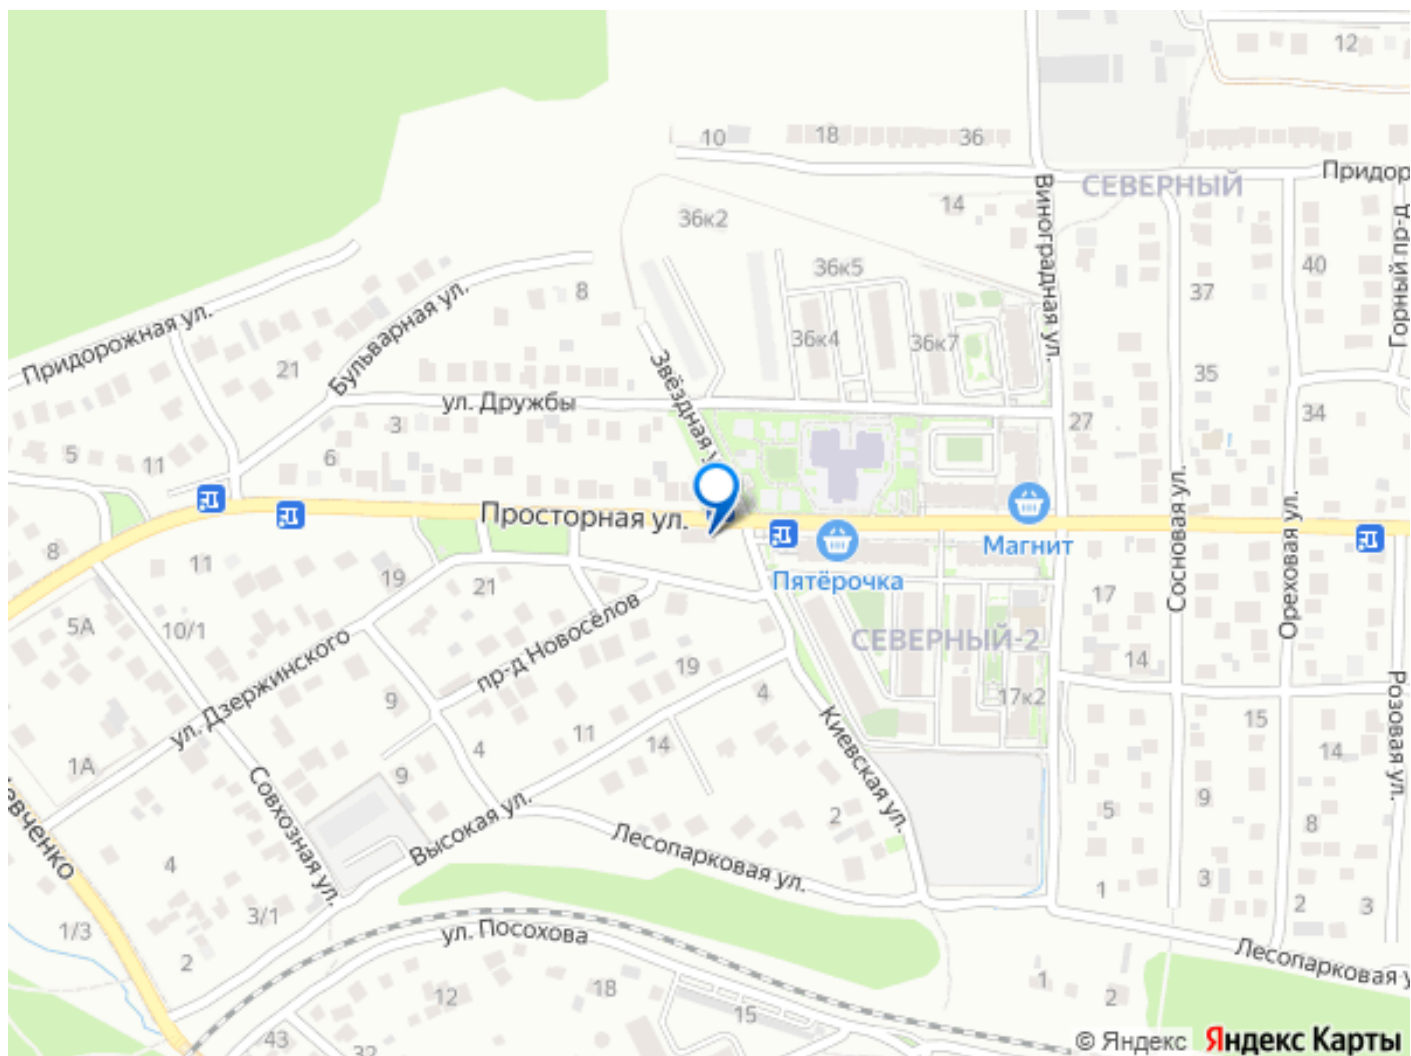 12
10
18
36
Придор
СЕВЕРНЫЙ
Виноградная ул.
14
36к2
Горный пр-д
36к5
40
8
37
Придорожная ул.
Бульварная ул.
36к4
36к7
21
Звёздная у
35
ул. Дружбы
3
27
34
5
11
6
Сосновая ул.
Ореховая ул.
Просторная ул.
Магнит
Пятёрочка
8
11
19
21
17
5А
10/1
пр-д Новосёлов
СЕВЕРНЫЙ-2
14
ул. Дзержинского
19
4
17к2
9
Киевская ул.
15
Розовая ул.
11
14
14
4
1А
9
Совхозная ул.
Высокая ул.
9
5
2
8
евченко
4
Лесопарковая ул.
3
1
3/1
2
3
1/3
ул. Посохова
2
Лесопарковая у
1
12
18
2
15
43
32
© Яндекс Яндекс Карты